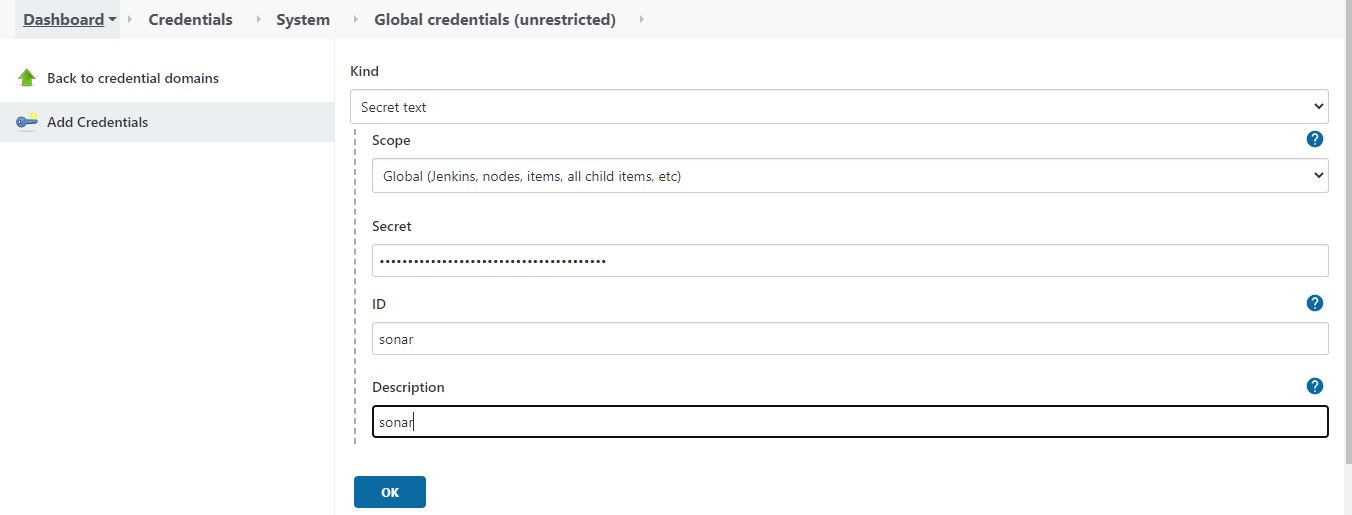 Dashboard Credentials System Global credentials (unrestricted)
Back to credential domains
Add Credentials
Kind
Secret text
Scope
?
Global (Jenkins, nodes, items, all child items, etc)
Secret
••••••••••••••••••••••••••••••••••••••••
ID
?
sonar
Description
?
sonar
OK